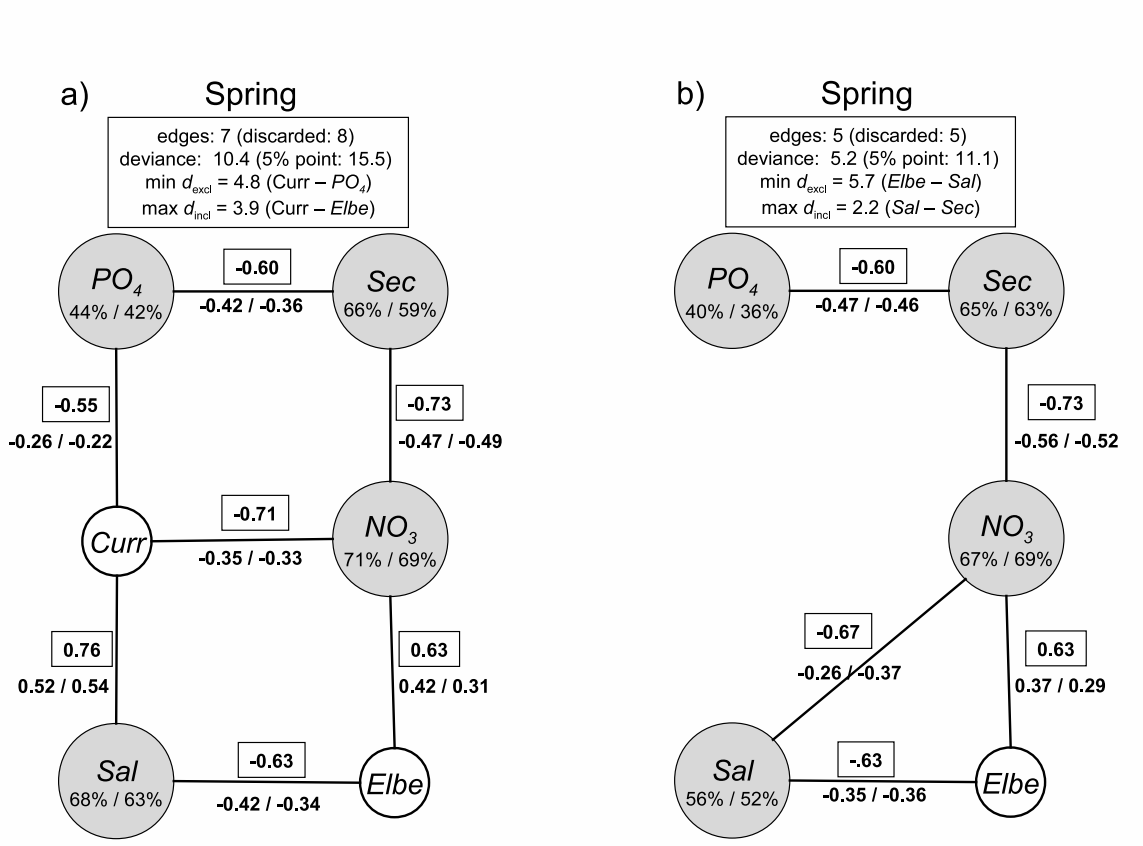 a) Spring
edges: 7 (discarded: 8)
deviance: 10.4 (5% point: 15.5)
min d_excl = 4.8 (Curr – PO₄)
max d_incl = 3.9 (Curr – Elbe)
PO₄
44% / 42%
-0.60
-0.42 / -0.36
Sec
66% / 59%
-0.55
-0.26 / -0.22
-0.73
-0.47 / -0.49
Curr
-0.71
-0.35 / -0.33
NO₃
71% / 69%
0.76
0.52 / 0.54
0.63
0.42 / 0.31
Sal
68% / 63%
-0.63
-0.42 / -0.34
Elbe
b) Spring
edges: 5 (discarded: 5)
deviance: 5.2 (5% point: 11.1)
min d_excl = 5.7 (Elbe – Sal)
max d_incl = 2.2 (Sal – Sec)
PO₄
40% / 36%
-0.60
-0.47 / -0.46
Sec
65% / 63%
-0.73
-0.56 / -0.52
NO₃
67% / 69%
-0.67
-0.26 / -0.37
0.63
0.37 / 0.29
Sal
56% / 52%
-.63
-0.35 / -0.36
Elbe